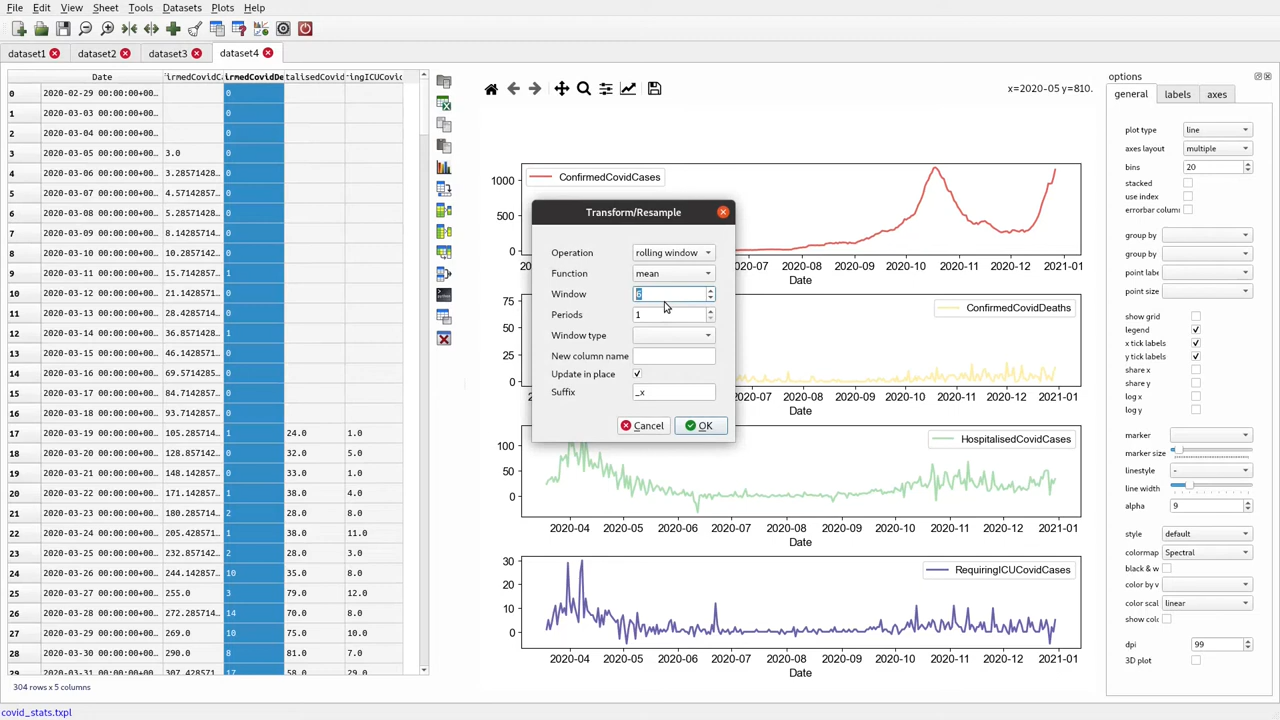 File Edit View Sheet Tools Datasets Plots Help
dataset1 dataset2 dataset3 dataset4
Date irmedCovidCa irmedCovidDe talisedCovid ringICUCovid
0 2020-02-29 00:00:00+00... 0
1 2020-03-03 00:00:00+00... 0
2 2020-03-04 00:00:00+00... 0
3 2020-03-05 00:00:00+00... 3.0 0
4 2020-03-06 00:00:00+00... 3.28571428... 0
5 2020-03-07 00:00:00+00... 4.57142857... 0
6 2020-03-08 00:00:00+00... 5.28571428... 0
7 2020-03-09 00:00:00+00... 8.14285714... 0
8 2020-03-10 00:00:00+00... 10.2857142... 0
9 2020-03-11 00:00:00+00... 15.7142857... 1
10 2020-03-12 00:00:00+00... 21.1428571... 0
11 2020-03-13 00:00:00+00... 28.4285714... 0
12 2020-03-14 00:00:00+00... 36.8571428... 1
13 2020-03-15 00:00:00+00... 46.1428571... 0
14 2020-03-16 00:00:00+00... 69.5714285... 0
15 2020-03-17 00:00:00+00... 84.7142857... 0
16 2020-03-18 00:00:00+00... 93.7142857... 0
17 2020-03-19 00:00:00+00... 105.285714... 1 24.0 1.0
18 2020-03-20 00:00:00+00... 128.857142... 0 32.0 5.0
19 2020-03-21 00:00:00+00... 148.142857... 0 33.0 1.0
20 2020-03-22 00:00:00+00... 171.142857... 1 38.0 4.0
21 2020-03-23 00:00:00+00... 180.285714... 2 28.0 8.0
22 2020-03-24 00:00:00+00... 205.428571... 1 38.0 11.0
23 2020-03-25 00:00:00+00... 232.857142... 2 28.0 3.0
24 2020-03-26 00:00:00+00... 244.142857... 10 35.0 8.0
25 2020-03-27 00:00:00+00... 255.0 3 79.0 12.0
26 2020-03-28 00:00:00+00... 272.285714... 14 70.0 8.0
27 2020-03-29 00:00:00+00... 269.0 10 75.0 10.0
28 2020-03-30 00:00:00+00... 290.0 8 81.0 7.0
29 2020-03-31 00:00:00+00... 307.428571... 17 58.0 29.0
304 rows x 5 columns
covid_stats.txpl
x=2020-05 y=810.
ConfirmedCovidCases
1000
500
0
2020-07 2020-08 2020-09 2020-10 2020-11 2020-12 2021-01
Date
ConfirmedCovidDeaths
75
50
25
0
2020-07 2020-08 2020-09 2020-10 2020-11 2020-12 2021-01
Date
HospitalisedCovidCases
100
50
0
2020-04 2020-05 2020-06 2020-07 2020-08 2020-09 2020-10 2020-11 2020-12 2021-01
Date
RequiringICUCovidCases
30
20
10
0
2020-04 2020-05 2020-06 2020-07 2020-08 2020-09 2020-10 2020-11 2020-12 2021-01
Date
Transform/Resample
Operation rolling window
Function mean
Window 6
Periods 1
Window type
New column name
Update in place
Suffix _x
Cancel OK
options
general labels axes
plot type line
axes layout multiple
bins 20
stacked
use index
errorbar column
group by
group by
point labe
point size
show grid
legend
x tick labels
y tick labels
share x
share y
log x
log y
marker
marker size
linestyle -
line width
alpha 9
style default
colormap Spectral
black & w
color by v
color scal linear
show colo
dpi 99
3D plot